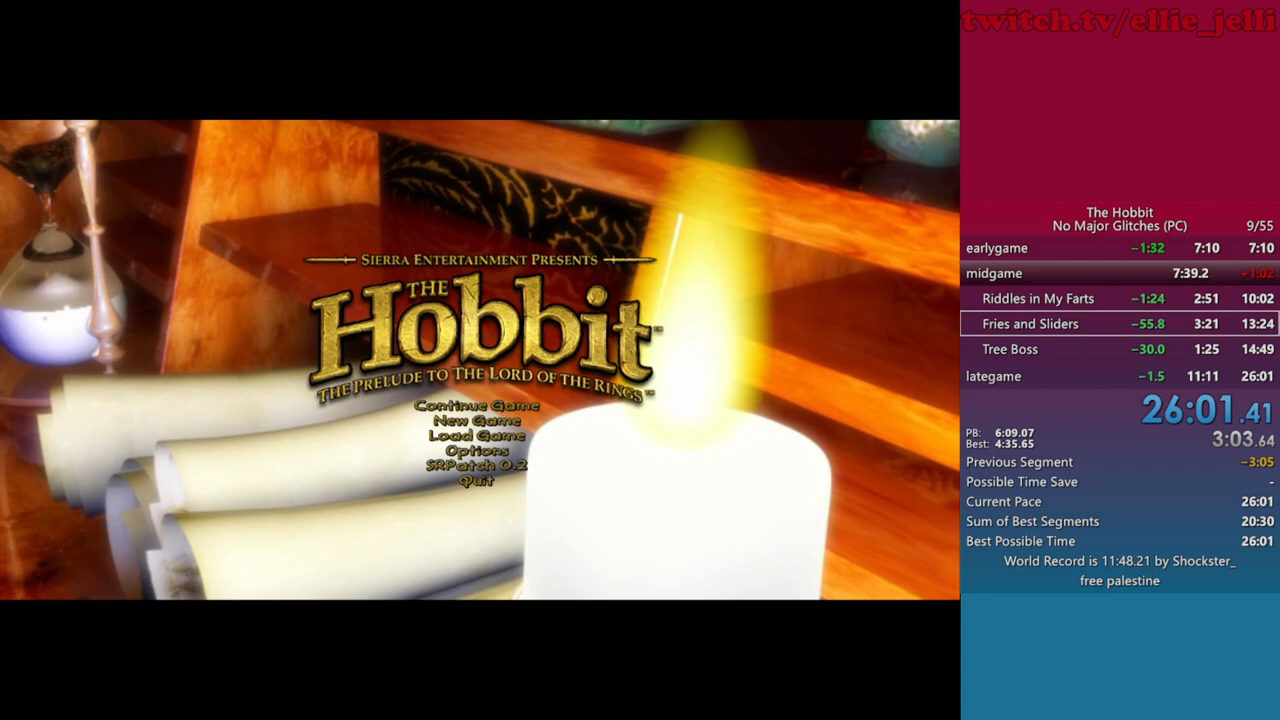 twitch.tv/ellie_jelli
SIERRA ENTERTAINMENT PRESENTS
THE
Hobbit™
THE PRELUDE TO THE LORD OF THE RINGS™
Continue Game
New Game
Load Game
Options
SRPatch 0.2
Quit
The Hobbit
No Major Glitches (PC) 9/55
earlygame −1:32 7:10 7:10
midgame 7:39.2 +1:02
Riddles in My Farts −1:24 2:51 10:02
Fries and Sliders −55.8 3:21 13:24
Tree Boss −30.0 1:25 14:49
lategame −1.5 11:11 26:01
26:01.41
PB: 6:09.07
Best: 4:35.65
3:03.64
Previous Segment −3:05
Possible Time Save -
Current Pace 26:01
Sum of Best Segments 20:30
Best Possible Time 26:01
World Record is 11:48.21 by Shockster_
free palestine